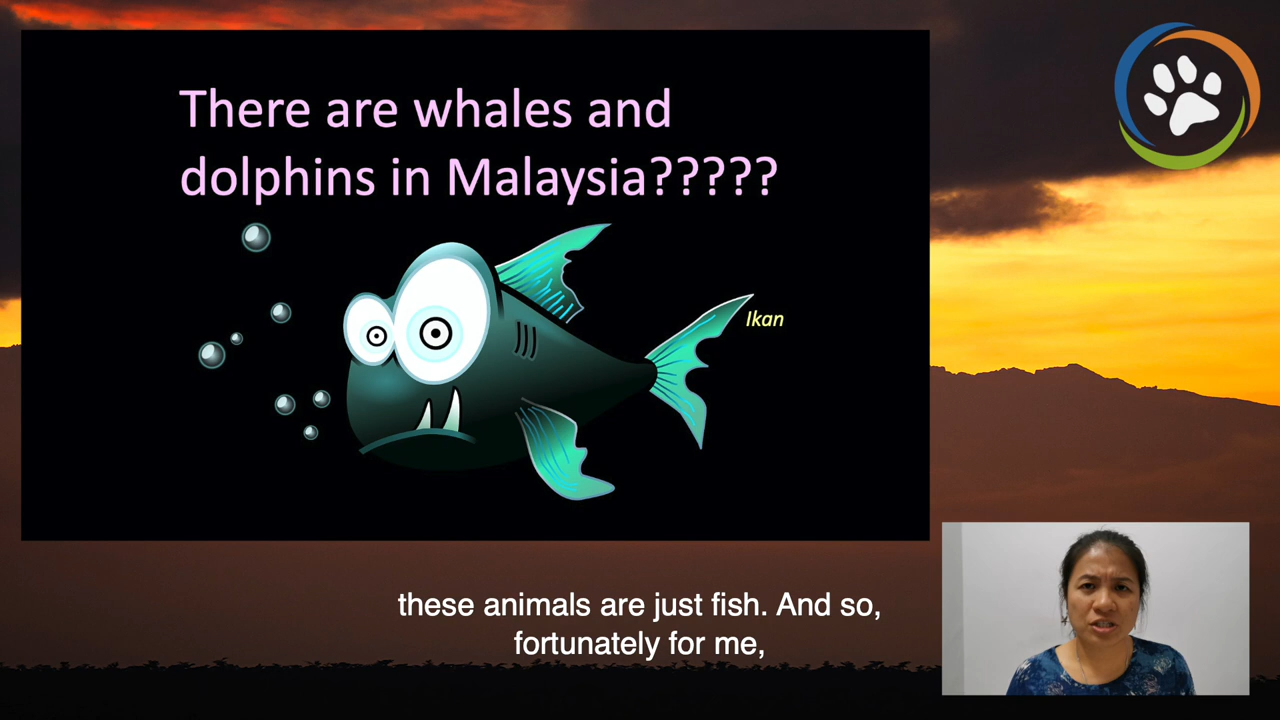 There are whales and
dolphins in Malaysia?????
Ikan
these animals are just fish. And so,
fortunately for me,